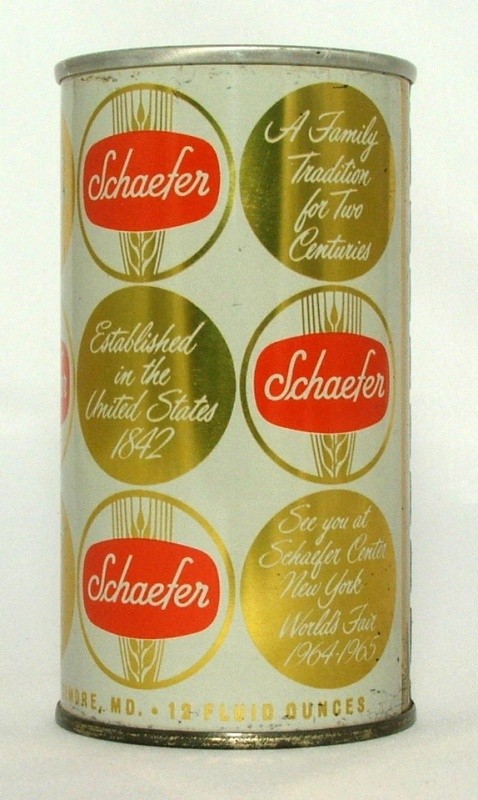 Schaefer
A Family
Tradition
for Two
Centuries
Established
in the
United States
1842
Schaefer
Schaefer
See you at
Schaefer Center
New York
World's Fair
1964-1965
MORE, MD. • 12 FLUID OUNCES